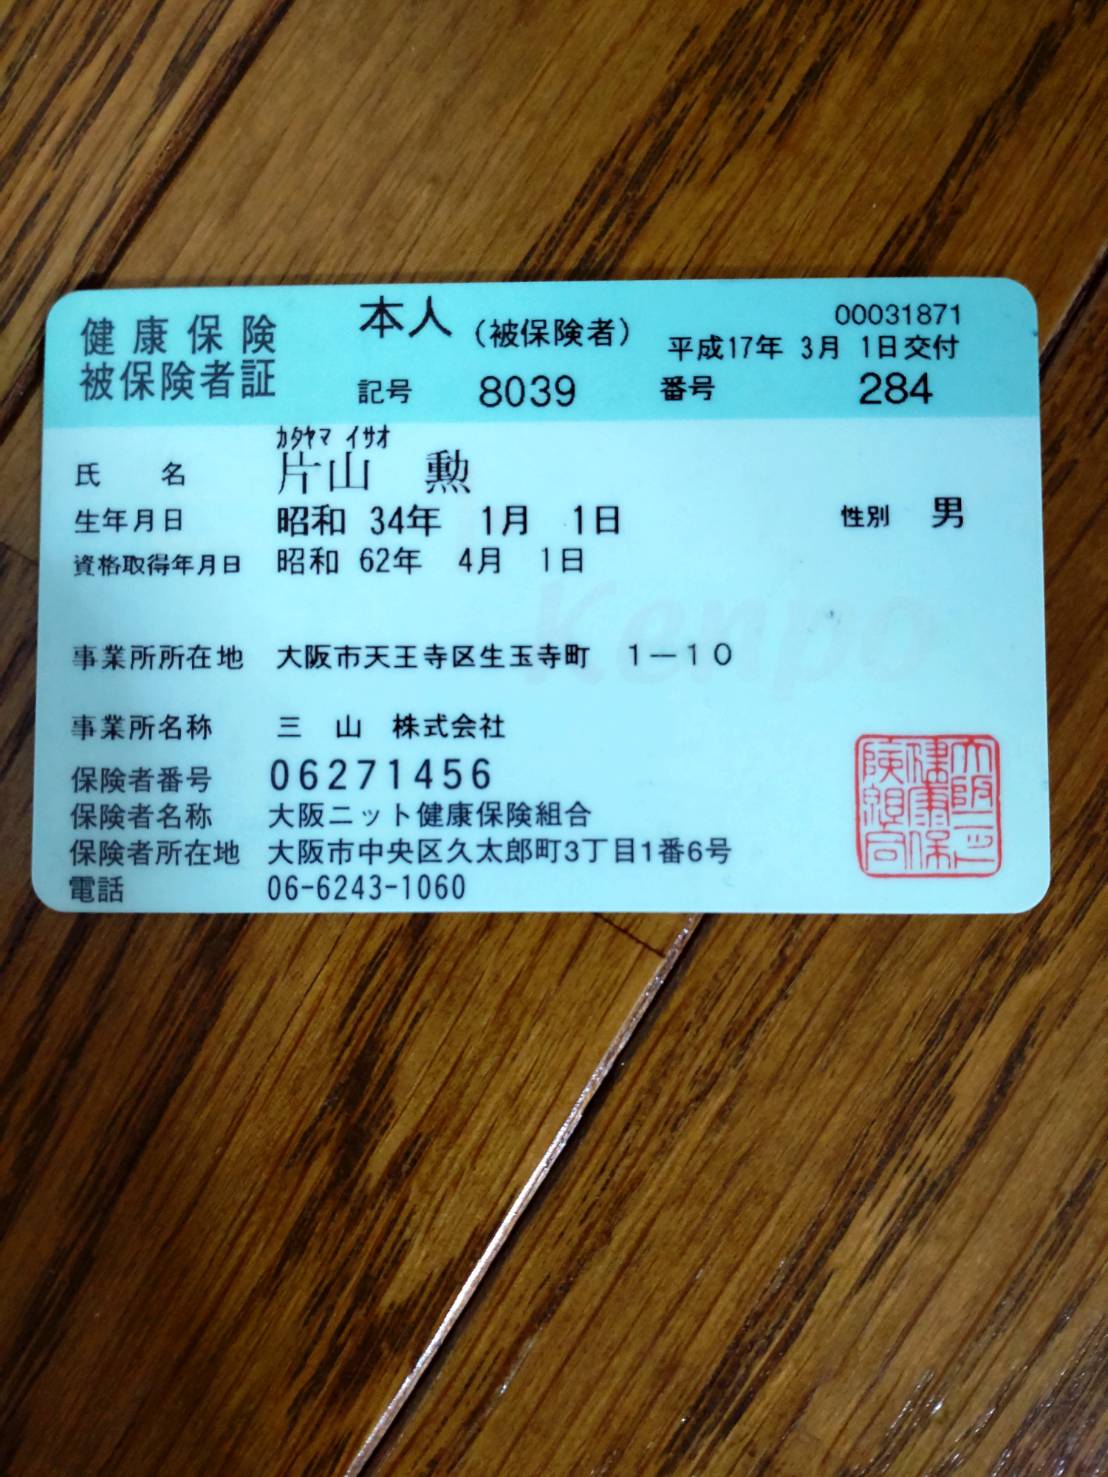 健康保険
被保険者証
本人 (被保険者)
00031871
平成17年 3月 1日交付
記号 8039 番号 284
カタヤマ イサオ
氏 名 片山 勲
生年月日 昭和 34年 1月 1日 性別 男
資格取得年月日 昭和 62年 4月 1日
Kenpo
事業所所在地 大阪市天王寺区生玉寺町 1－10
事業所名称 三 山 株式会社
保険者番号 06271456
保険者名称 大阪ニット健康保険組合
保険者所在地 大阪市中央区久太郎町3丁目1番6号
電話 06-6243-1060